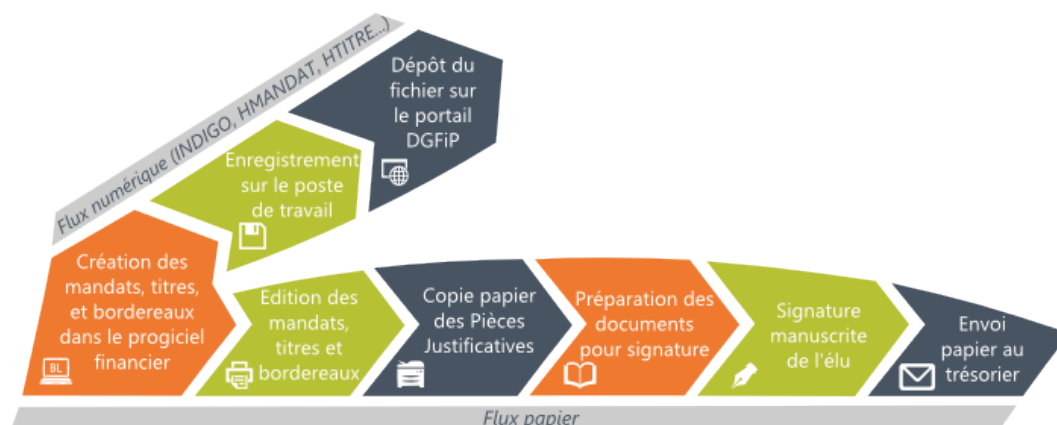 Flux numérique (INDIGO, HMANDAT, HTITRE...)
Dépôt du
fichier sur
le portail
DGFiP
Enregistrement
sur le poste
de travail
Création des
mandats, titres,
et bordereaux
dans le progiciel
financier
BL
Edition des
mandats,
titres et
bordereaux
Copie papier
des Pièces
Justificatives
Préparation des
documents
pour signature
Signature
manuscrite
de l'élu
Envoi
papier au
trésorier
Flux papier